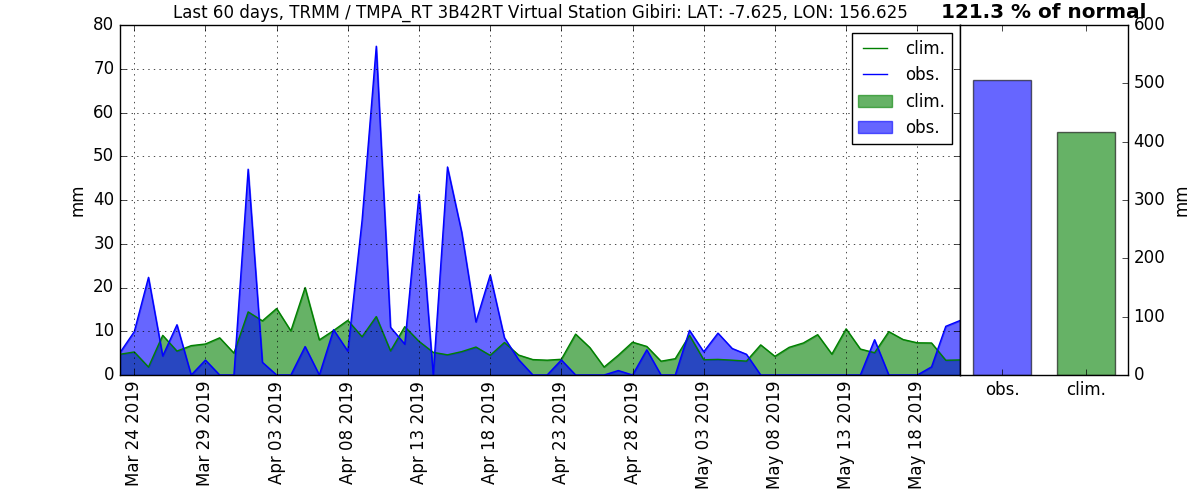 Last 60 days, TRMM / TMPA_RT 3B42RT Virtual Station Gibiri: LAT: -7.625, LON: 156.625
121.3 % of normal
80
70
60
50
40
30
20
10
0
mm
clim.
obs.
clim.
obs.
600
500
400
300
200
100
0
mm
obs.
clim.
Mar 24 2019
Mar 29 2019
Apr 03 2019
Apr 08 2019
Apr 13 2019
Apr 18 2019
Apr 23 2019
Apr 28 2019
May 03 2019
May 08 2019
May 13 2019
May 18 2019